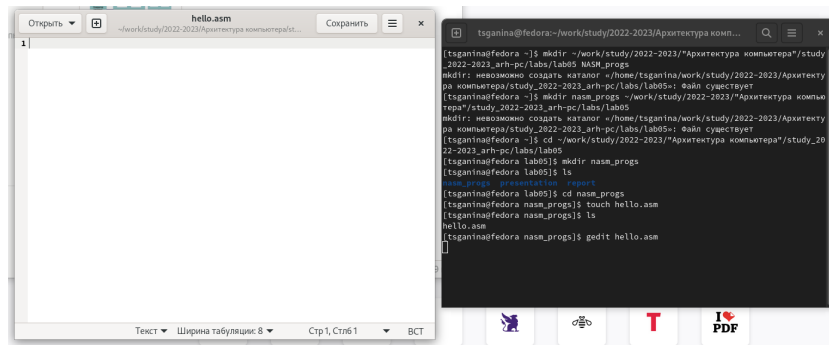 Открыть
hello.asm
~/work/study/2022-2023/Архитектура компьютера/st...
Сохранить
1
Текст
Ширина табуляции: 8
Стр 1, Стлб 1
ВСТ
tsganina@fedora:~/work/study/2022-2023/Архитектура ком...
[tsganina@fedora ~]$ mkdir ~/work/study/2022-2023/"Архитектура компьютера"/study
_2022-2023_arh-pc/labs/lab05 NASM_progs
mkdir: невозможно создать каталог «/home/tsganina/work/study/2022-2023/Архитекту
ра компьютера/study_2022-2023_arh-pc/labs/lab05»: Файл существует
[tsganina@fedora ~]$ mkdir nasm_progs ~/work/study/2022-2023/"Архитектура компью
тера"/study_2022-2023_arh-pc/labs/lab05
mkdir: невозможно создать каталог «/home/tsganina/work/study/2022-2023/Архитекту
ра компьютера/study_2022-2023_arh-pc/labs/lab05»: Файл существует
[tsganina@fedora ~]$ cd ~/work/study/2022-2023/"Архитектура компьютера"/study_20
22-2023_arh-pc/labs/lab05
[tsganina@fedora lab05]$ mkdir nasm_progs
[tsganina@fedora lab05]$ ls
nasm_progs presentation report
[tsganina@fedora lab05]$ cd nasm_progs
[tsganina@fedora nasm_progs]$ touch hello.asm
[tsganina@fedora nasm_progs]$ ls
hello.asm
[tsganina@fedora nasm_progs]$ gedit hello.asm
T
I
PDF